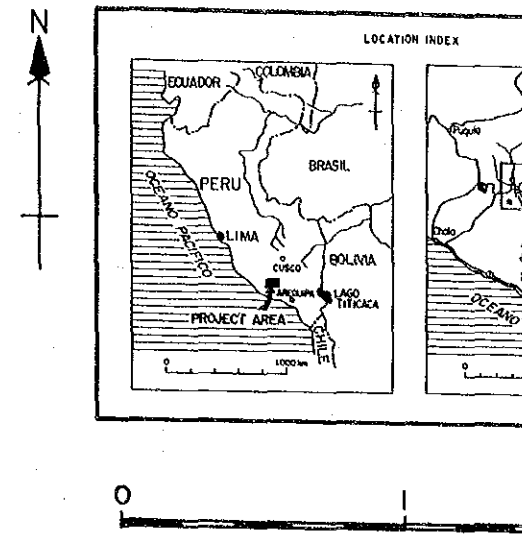 N
LOCATION INDEX
ECUADOR
COLOMBIA
BRASIL
PERU
OCEANO PACIFICO
LIMA
CUSCO
BOLIVIA
AREQUIPA
LAGO
TITICACA
PROJECT AREA
CHILE
0 1000 km
Puquio
Chala
OCEANO
0
0 1